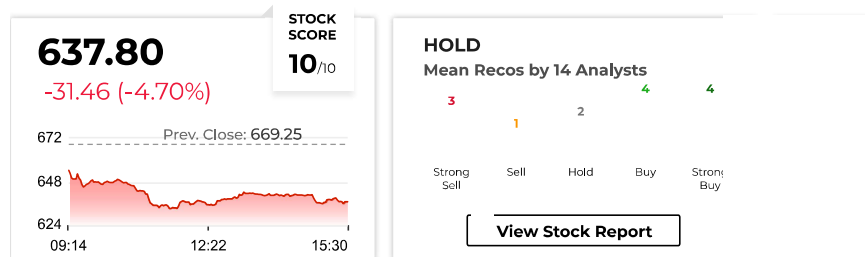 637.80
-31.46 (-4.70%)
STOCK
SCORE
10/10
Prev. Close: 669.25
672
648
624
09:14 12:22 15:30
HOLD
Mean Recos by 14 Analysts
3 1 2 4 4
Strong Sell Hold Buy Strong
Sell Buy
View Stock Report